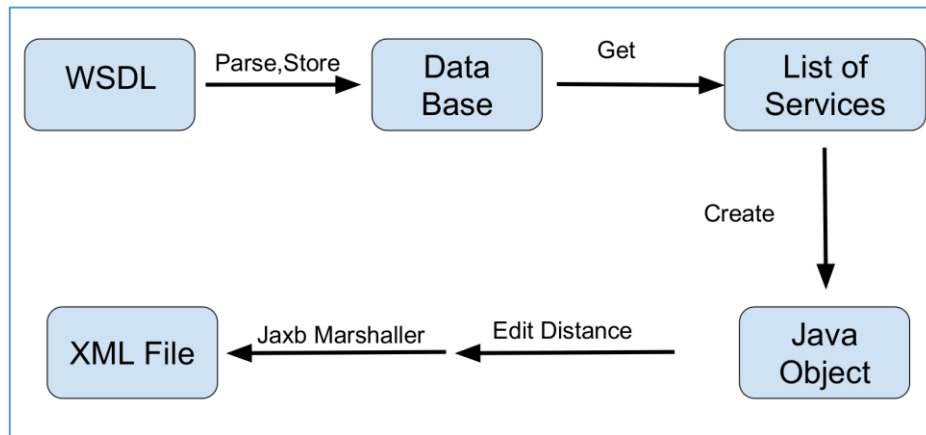 WSDL
Parse,Store
Data
Base
Get
List of
Services
Create
Java
Object
Edit Distance
Jaxb Marshaller
XML File